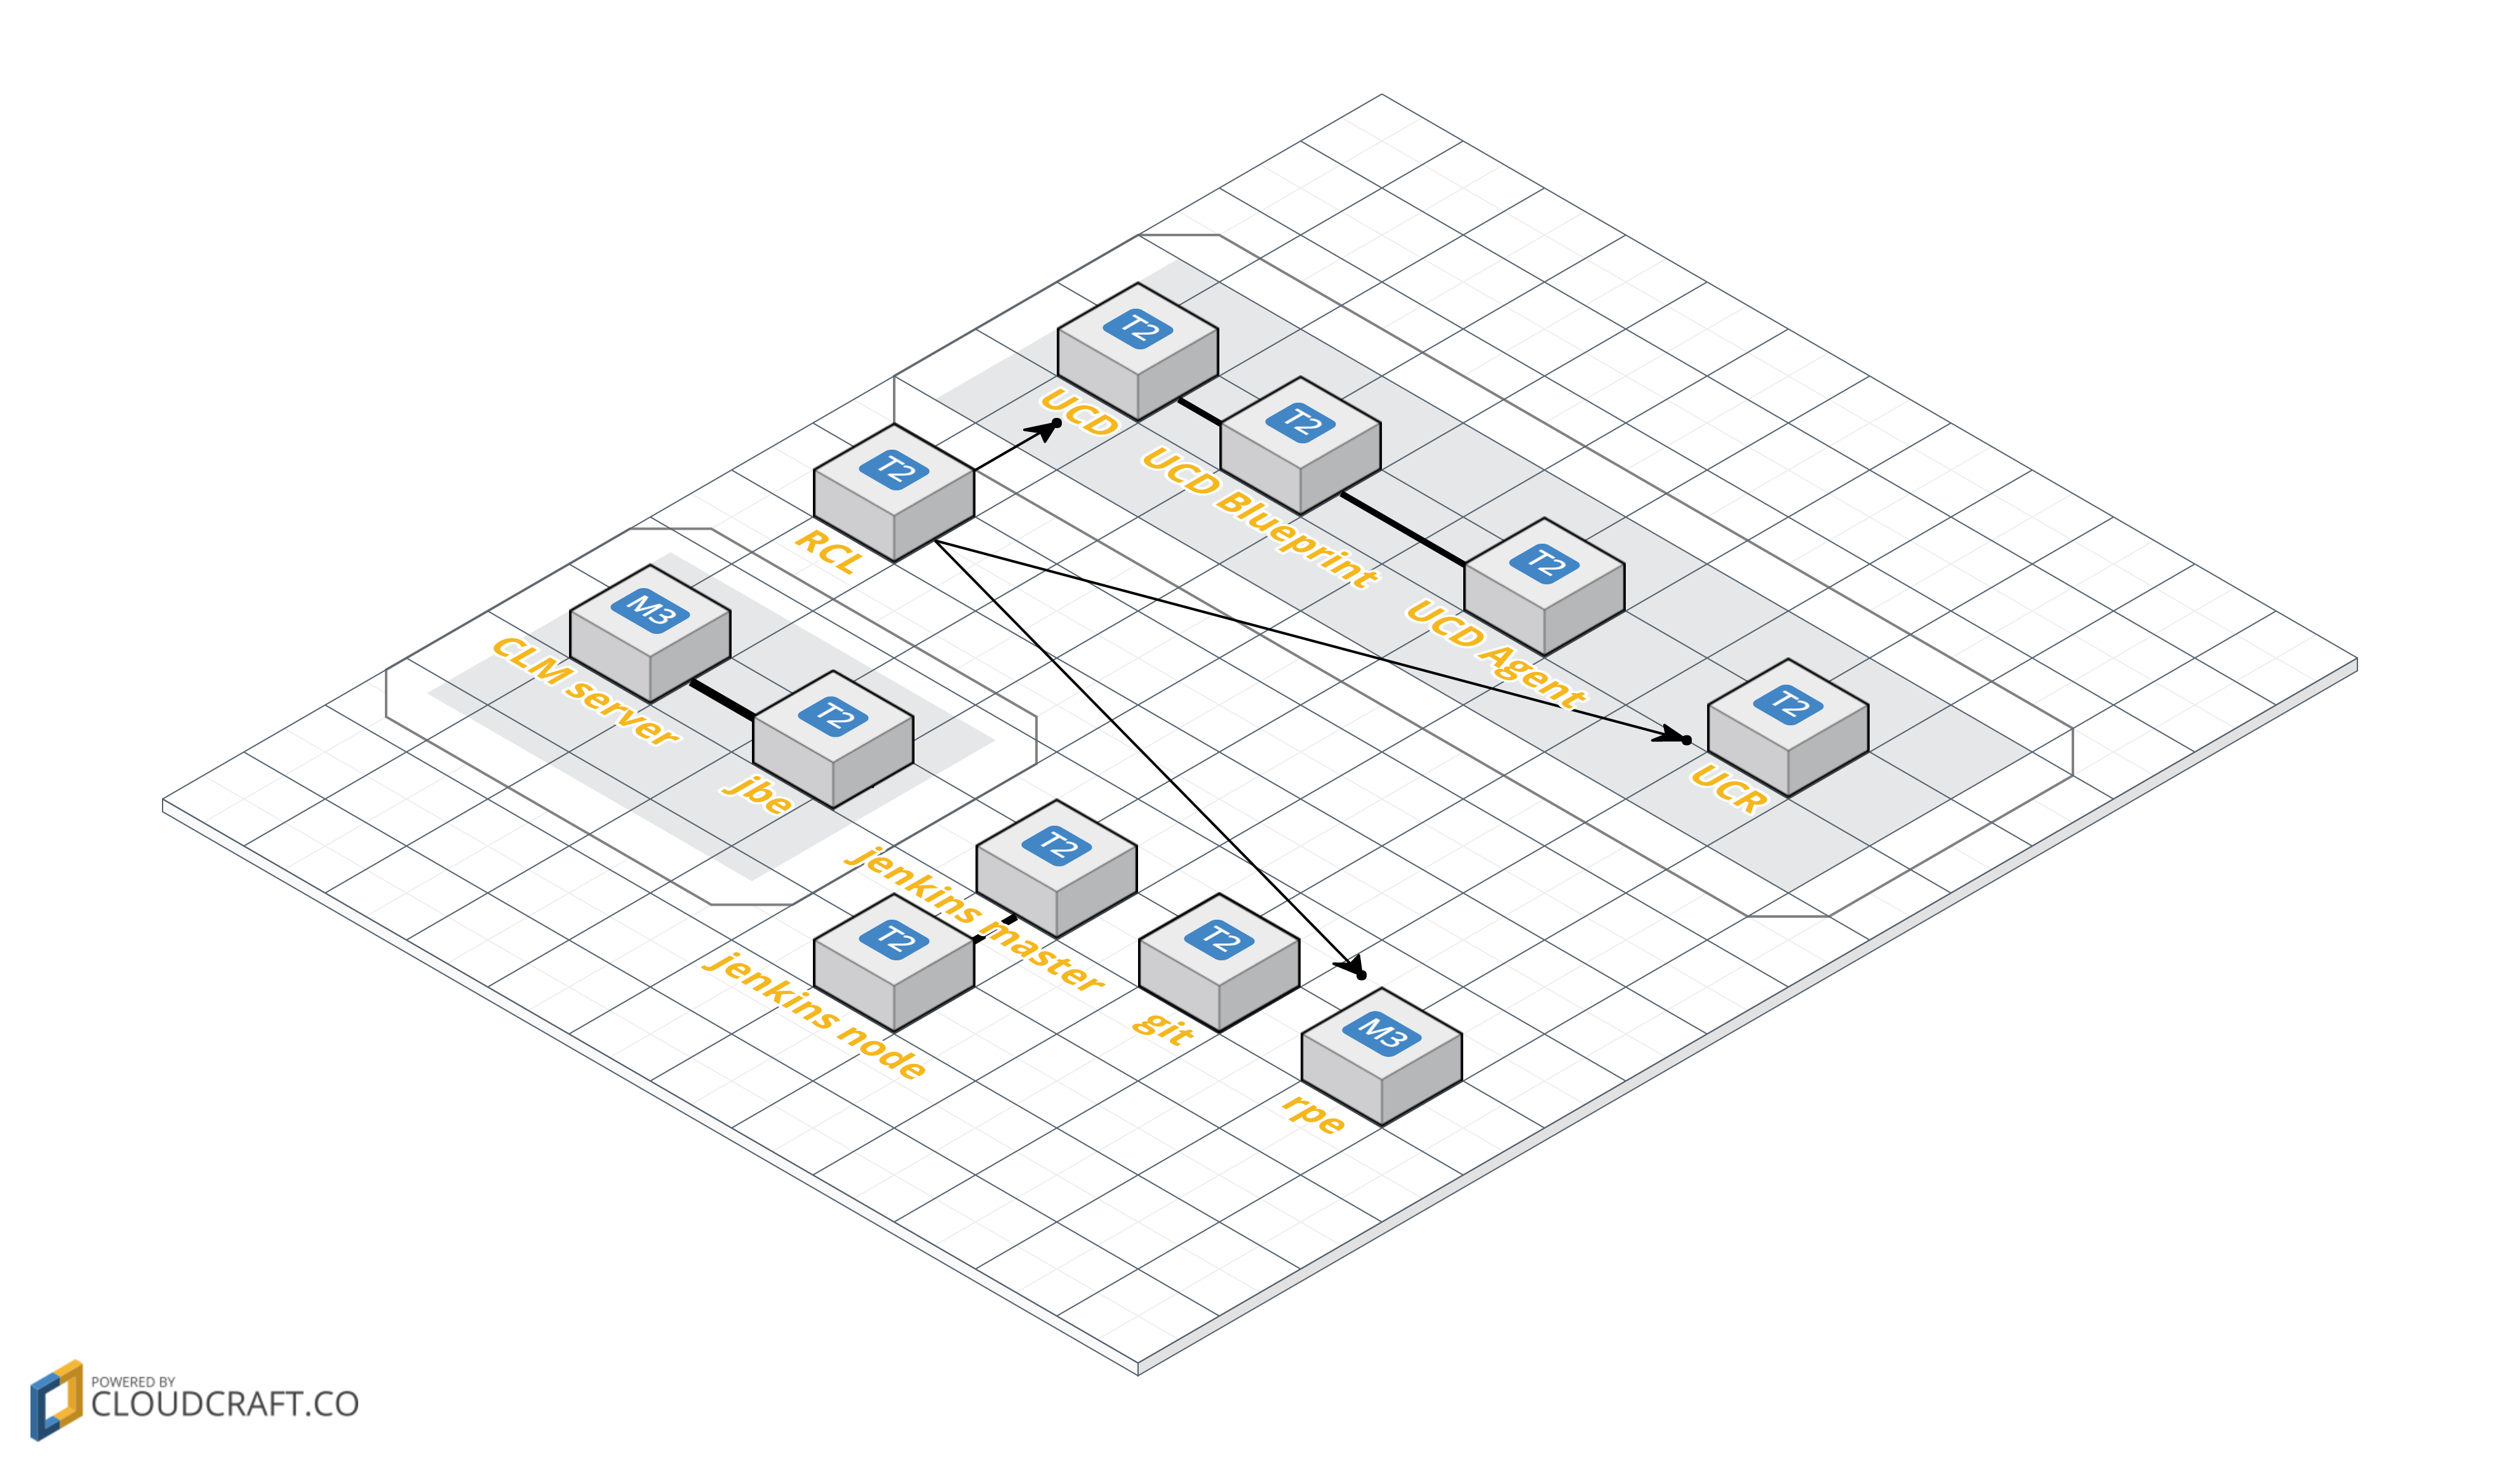 T2
UCD
T2
UCD Blueprint
T2
RCL
T2
UCD Agent
M3
CLM server
T2
jbe
T2
UCR
T2
jenkins master
T2
jenkins node
T2
git
M3
rpe
POWERED BY
CLOUDCRAFT.CO